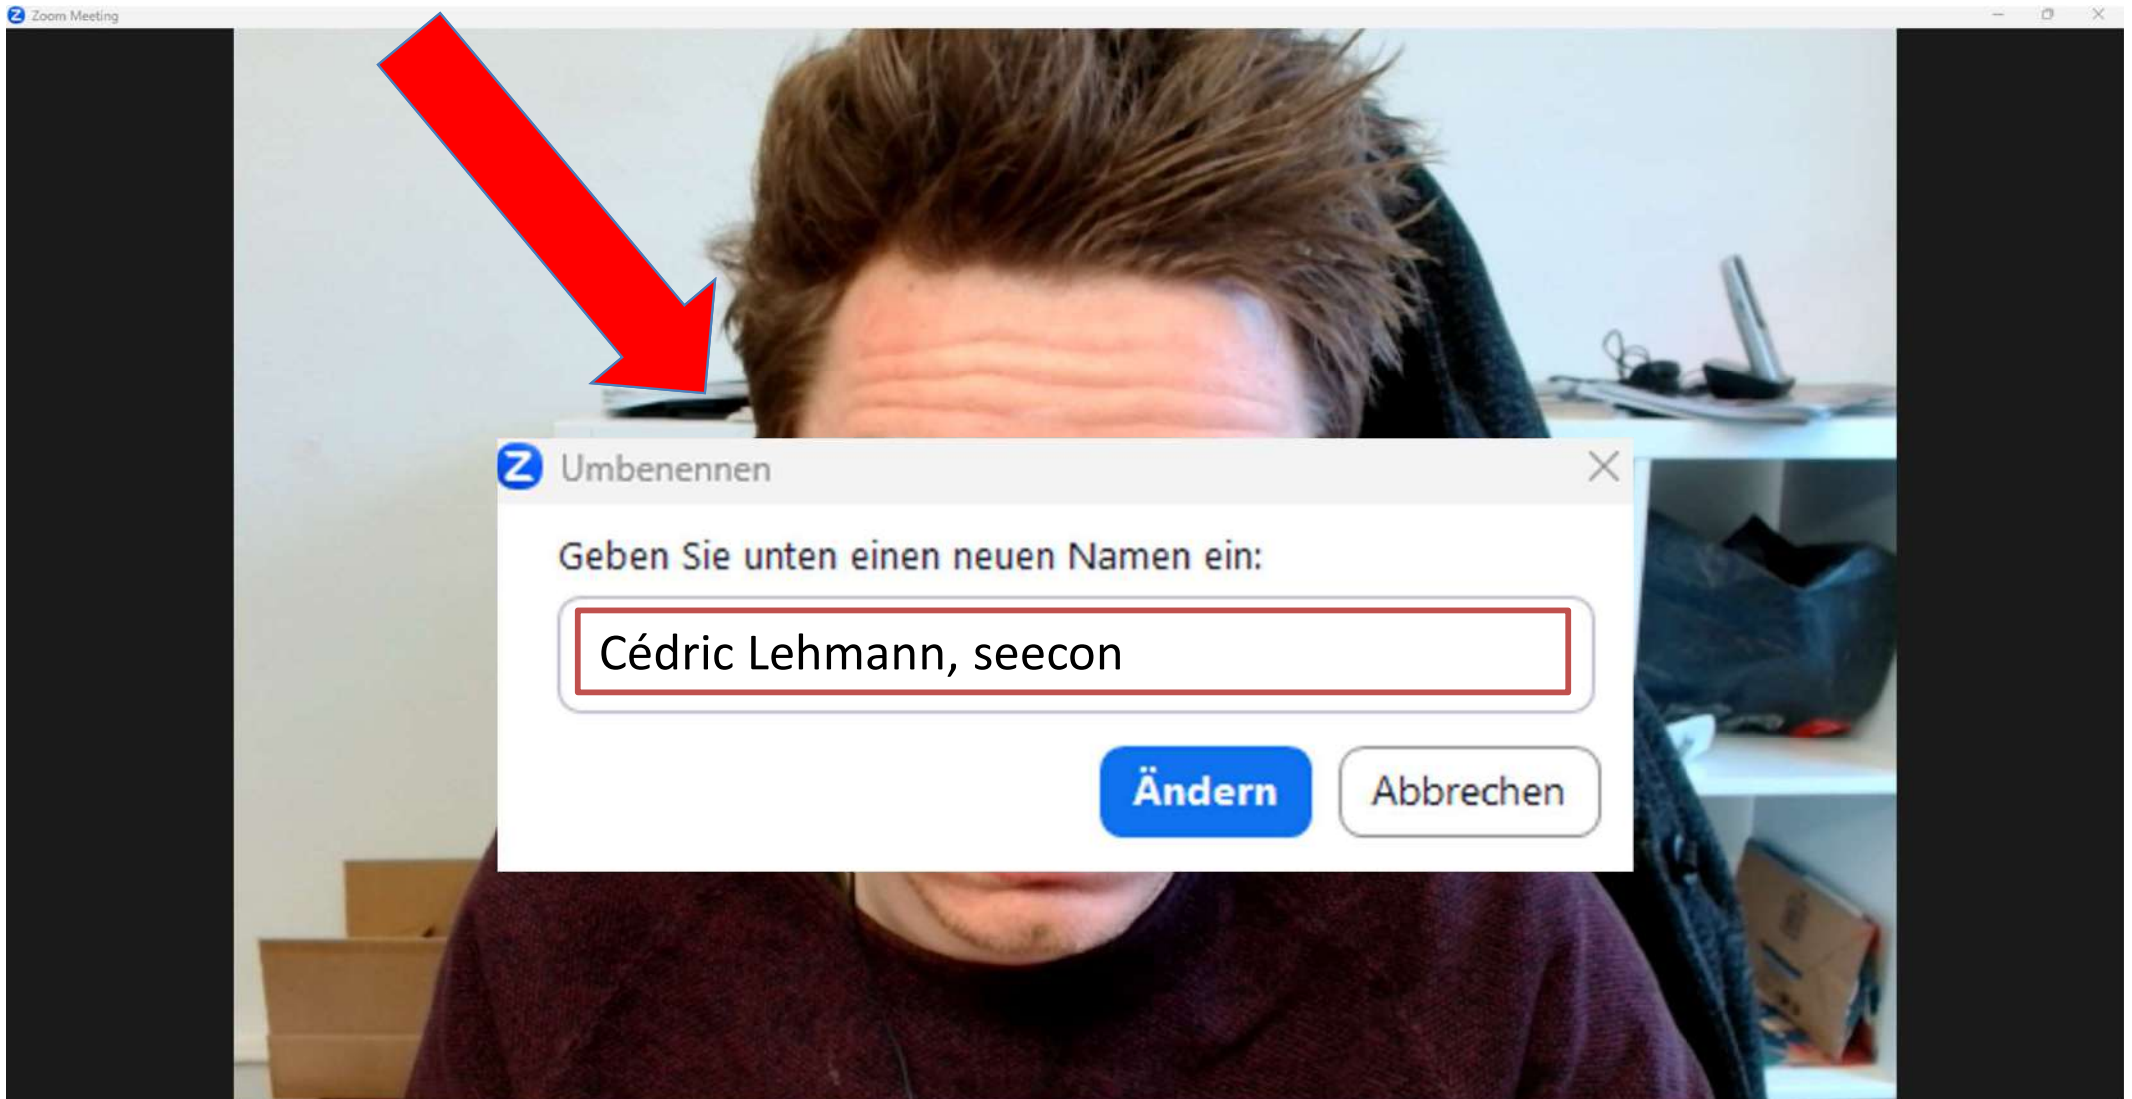 Zoom Meeting
Umbenennen
Geben Sie unten einen neuen Namen ein:
Cédric Lehmann, seecon
Ändern
Abbrechen